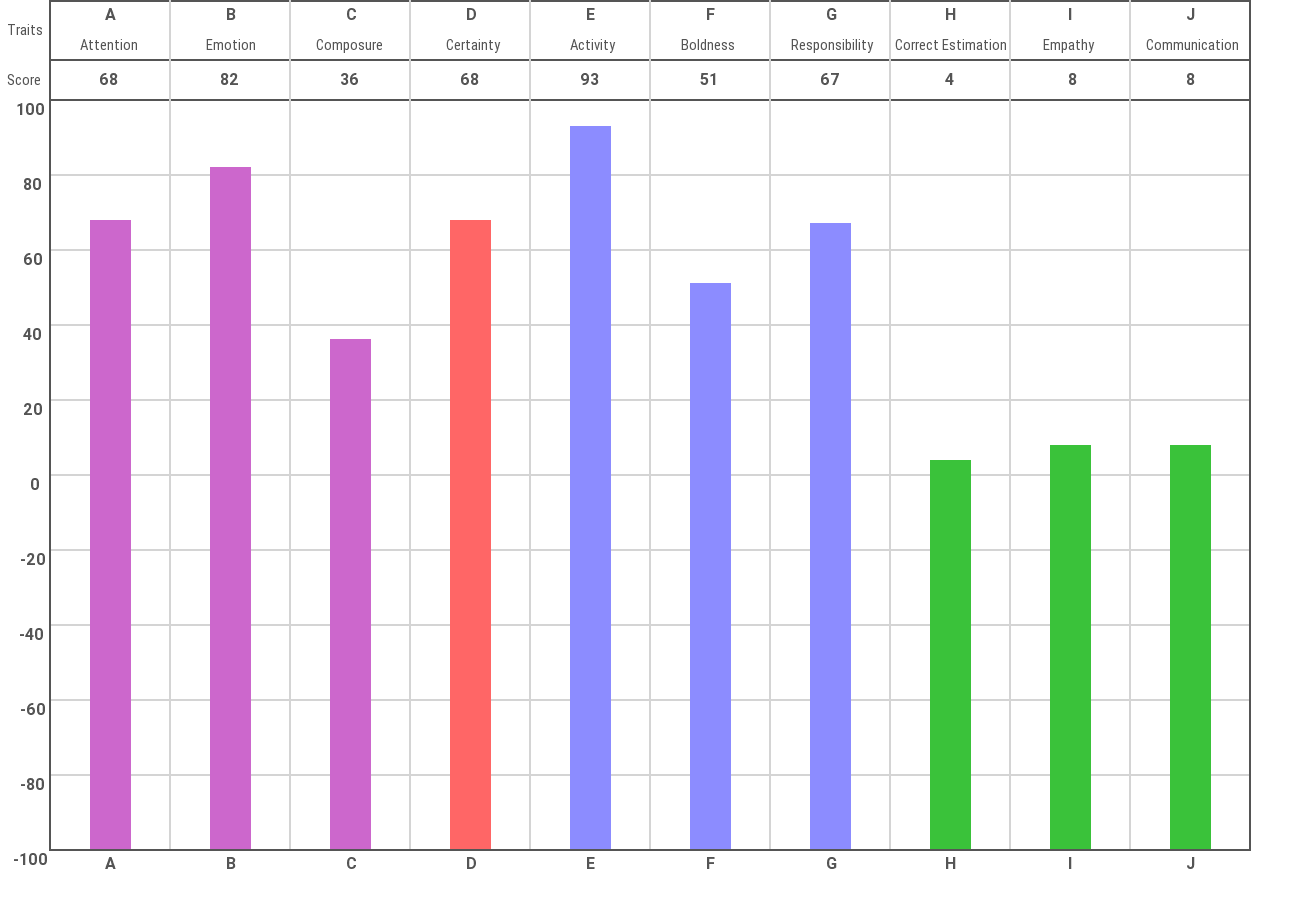 Traits A B C D E F G H I J
Attention Emotion Composure Certainty Activity Boldness Responsibility Correct Estimation Empathy Communication
Score 68 82 36 68 93 51 67 4 8 8
100
80
60
40
20
0
-20
-40
-60
-80
-100
A B C D E F G H I J